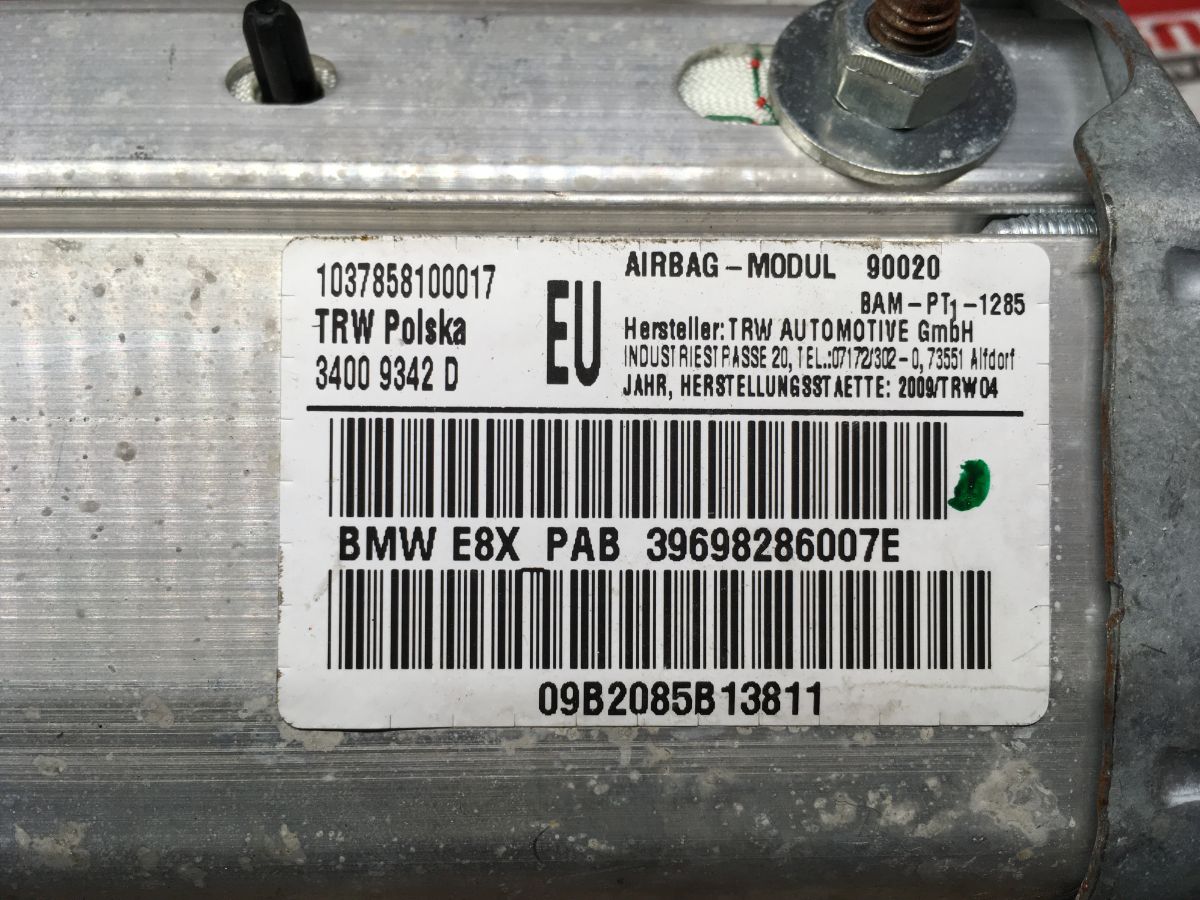 1037858100017
TRW Polska
3400 9342 D
EU
AIRBAG-MODUL 90020
BAM-PT1-1285
Hersteller: TRW AUTOMOTIVE GmbH
INDUSTRIESTPASSE 20, TEL.:07172/302-0, 73551 Alfdorf
JAHR, HERSTELLUNGSSTAETTE: 2009/TRW04
BMW E8X PAB 39698286007E
09B2085B13811